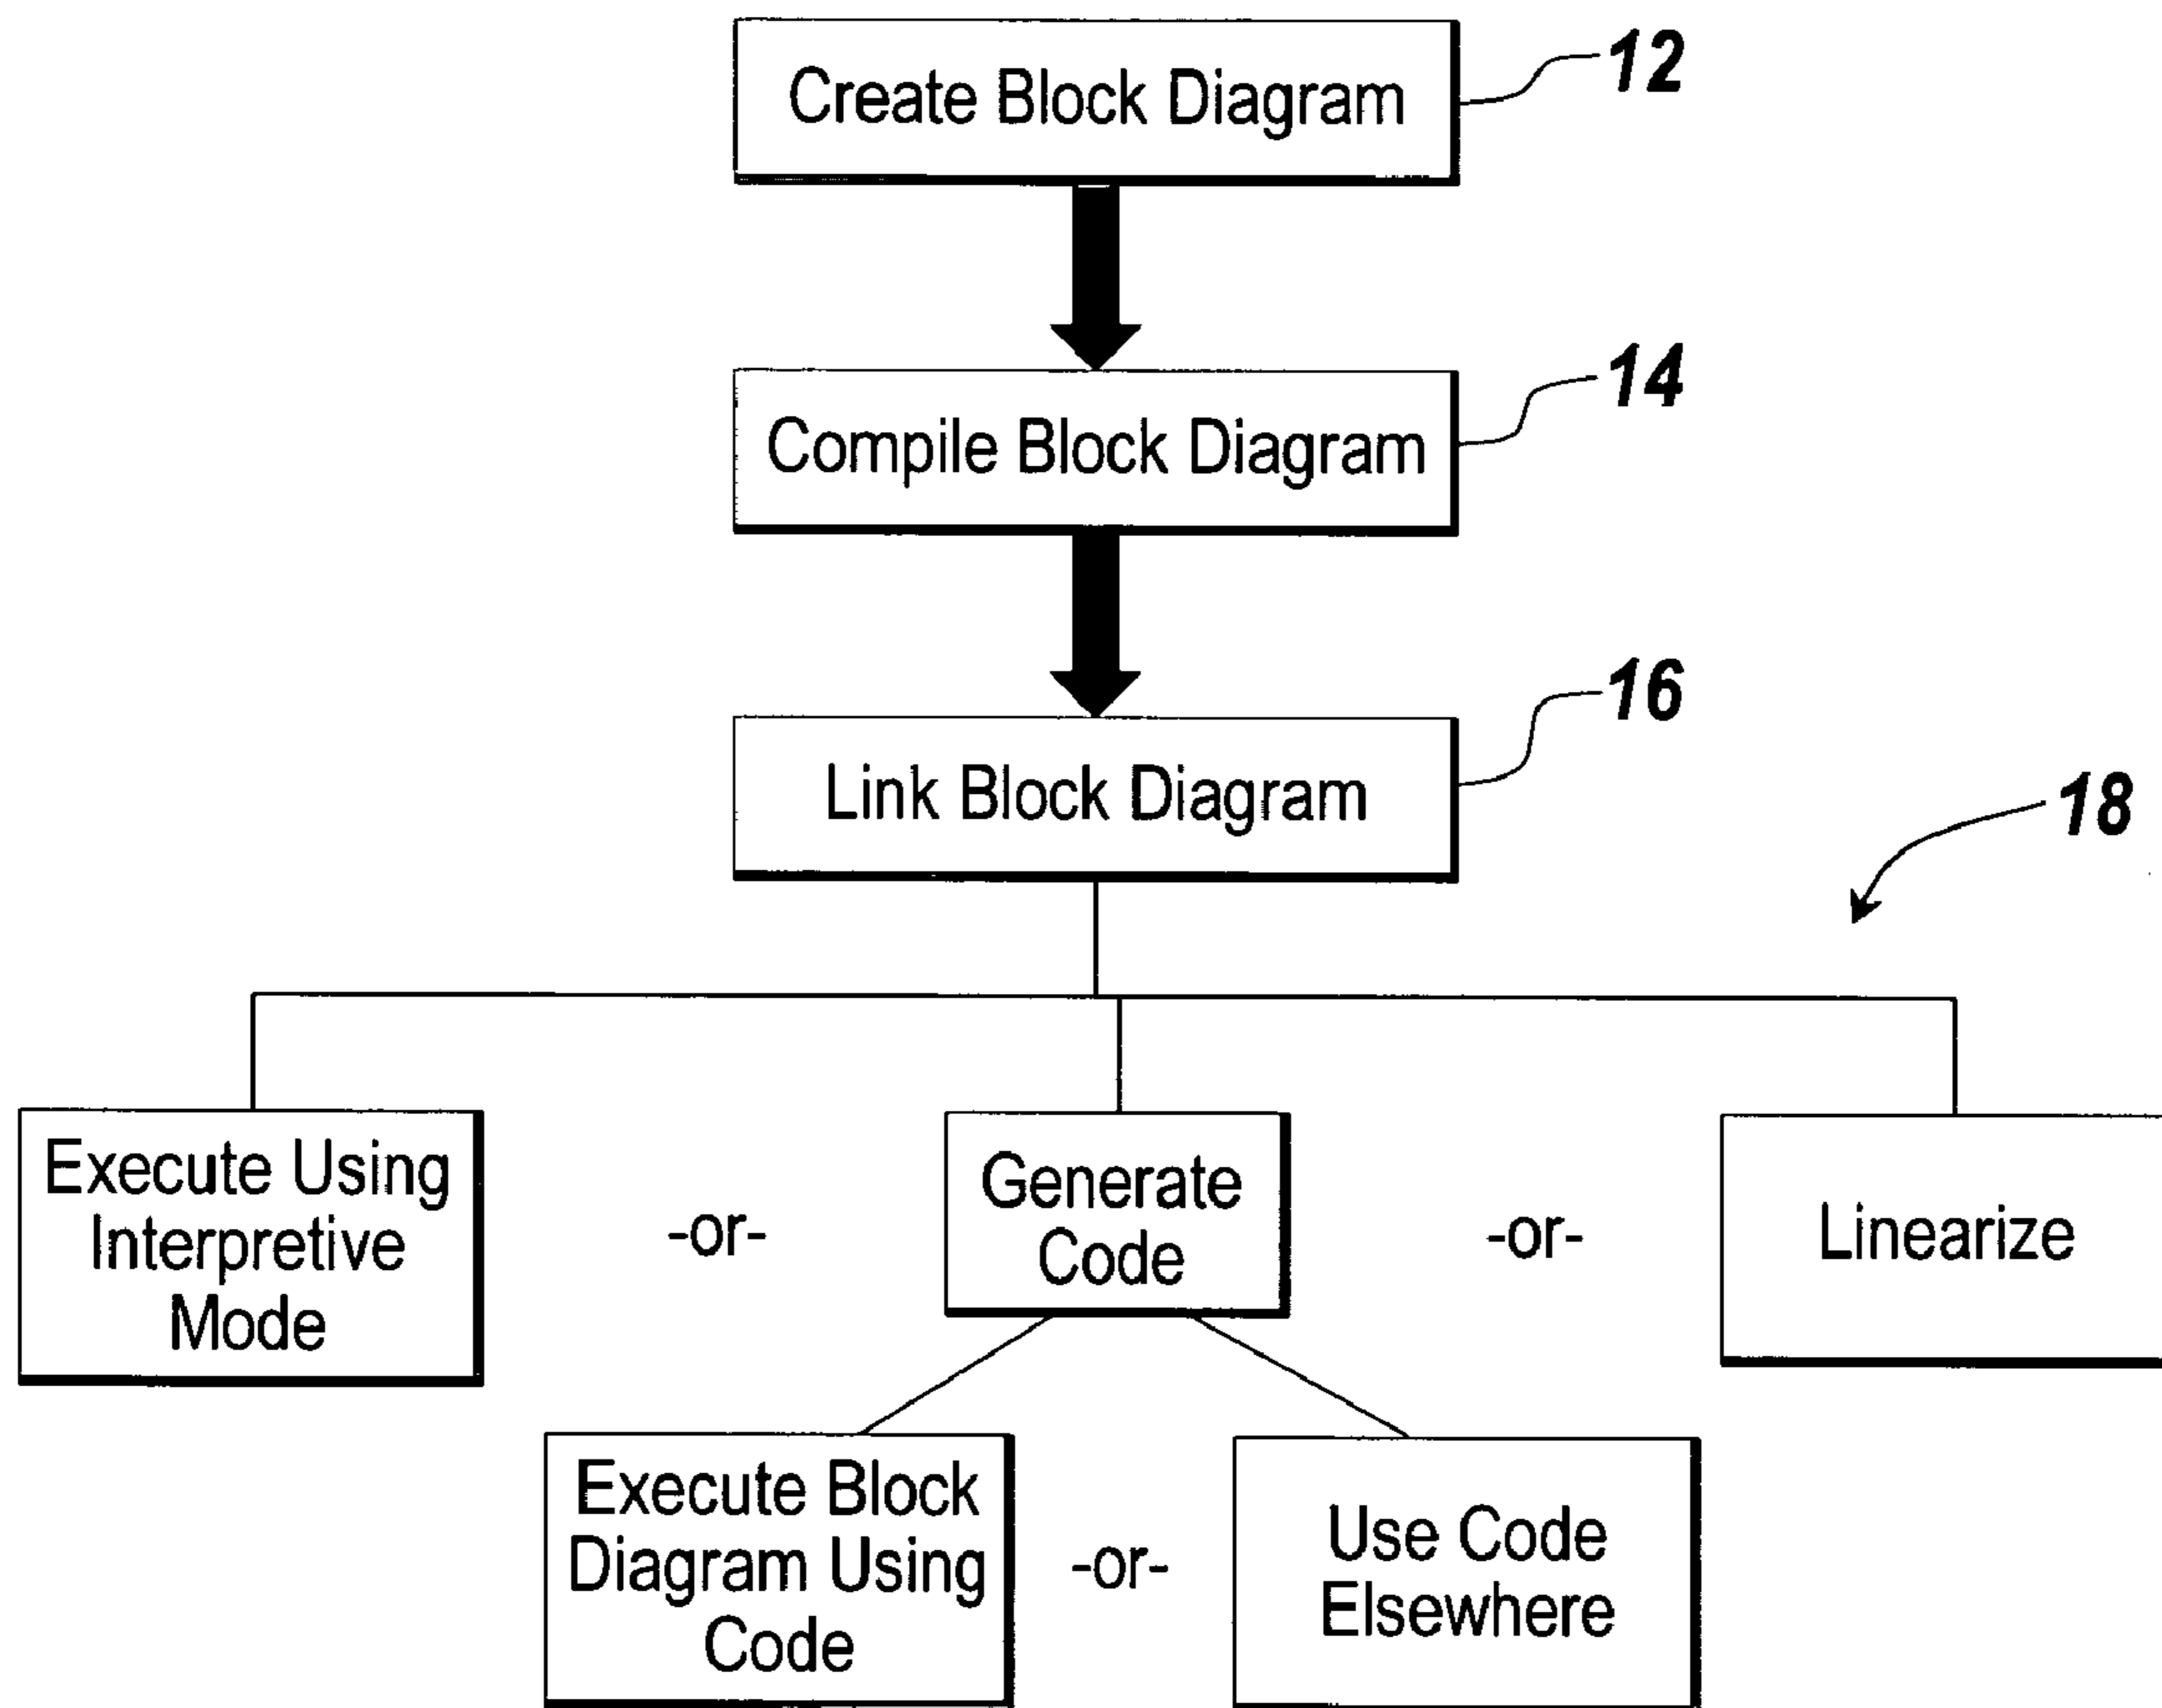 Create Block Diagram
12
Compile Block Diagram
14
Link Block Diagram
16
18
Execute Using
Interpretive
Mode
-or-
Generate
Code
-or-
Linearize
Execute Block
Diagram Using
Code
-or-
Use Code
Elsewhere